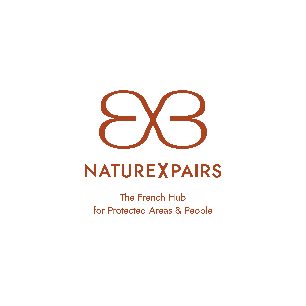 NATUREXPAIRS
The French Hub
for Protected Areas & People